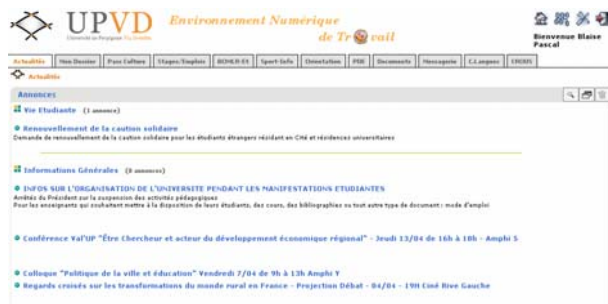 UPVD
Université de Perpignan Via Domitia
Environnement Numérique
de Tr@vail
Bienvenue Blaise
Pascal
Actualités Mon Dossier Pass Culture Stages/Emplois Sport-Info Orientation PDE Documents Messagerie C.Langues CROUS
Actualités
Annonces
Vie Etudiante (1 annonce)
Renouvellement de la caution solidaire
Demande de renouvellement de la caution solidaire pour les étudiants étrangers résidant en Cité et résidences universitaires
Informations Générales (8 annonces)
INFOS SUR L'ORGANISATION DE L'UNIVERSITE PENDANT LES MANIFESTATIONS ETUDIANTES
Arrêtés du Président sur la suspension des activités pédagogiques
Pour les enseignants qui souhaitent mettre à la disposition de leurs étudiants, des cours, des bibliographies ou tout autre type de document : mode d'emploi
Conférence Val'UP "Être Chercheur et acteur du développement économique régional" - Jeudi 13/04 de 16h à 18h - Amphi 5
Colloque "Politique de la ville et éducation" Vendredi 7/04 de 9h à 13h Amphi Y
Regards croisés sur les transformations du monde rural en France - Projection Débat - 04/04 - 19H Ciné Rive Gauche